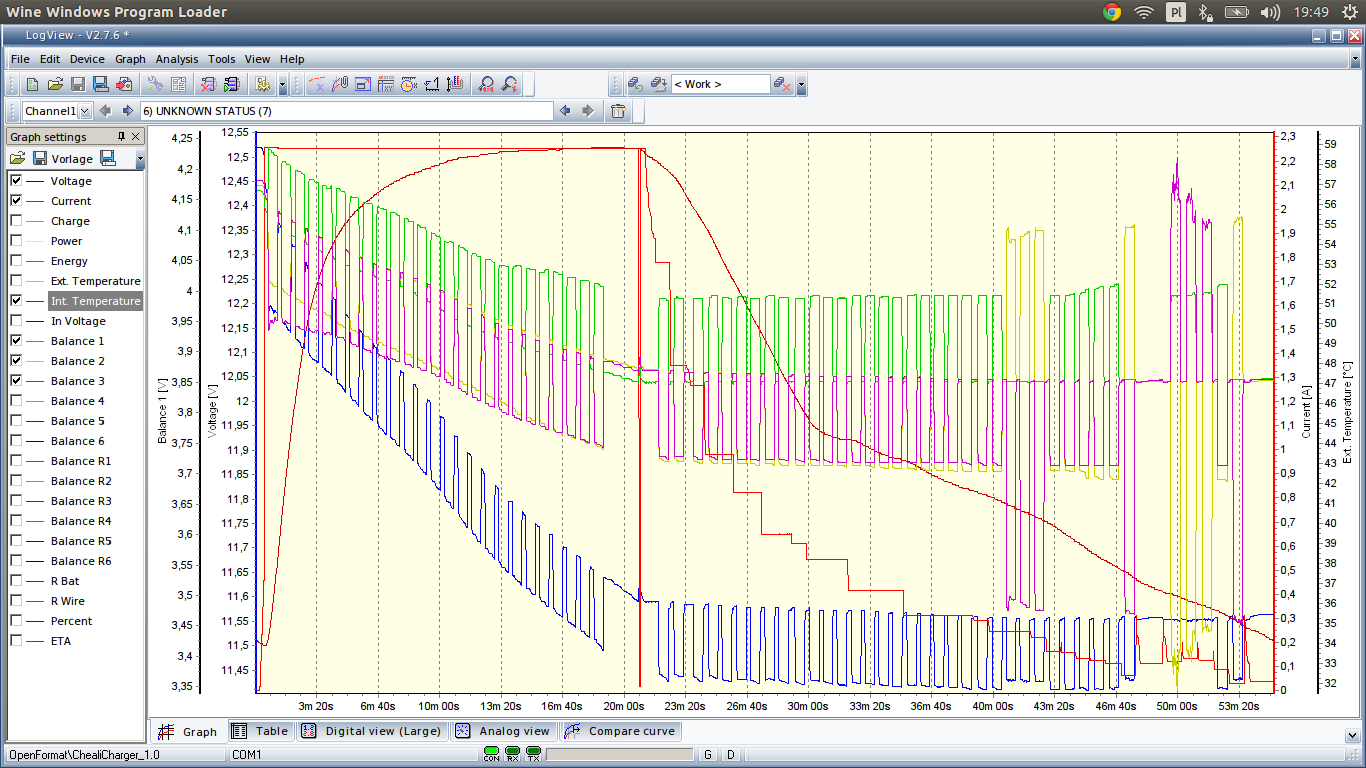 Wine Windows Program Loader
Pl
19:49
LogView - V2.7.6 *
File Edit Device Graph Analysis Tools View Help
< Work >
Channel1
6) UNKNOWN STATUS (7)
Graph settings
Vorlage
Voltage
Current
Charge
Power
Energy
Ext. Temperature
Int. Temperature
In Voltage
Balance 1
Balance 2
Balance 3
Balance 4
Balance 5
Balance 6
Balance R1
Balance R2
Balance R3
Balance R4
Balance R5
Balance R6
R Bat
R Wire
Percent
ETA
4,25
4,2
4,15
4,1
4,05
4
3,95
3,9
3,85
3,8
3,75
3,7
3,65
3,6
3,55
3,5
3,45
3,4
3,35
Balance 1 [V]
12,55
12,5
12,45
12,4
12,35
12,3
12,25
12,2
12,15
12,1
12,05
12
11,95
11,9
11,85
11,8
11,75
11,7
11,65
11,6
11,55
11,5
11,45
Voltage [V]
2,3
2,2
2,1
2
1,9
1,8
1,7
1,6
1,5
1,4
1,3
1,2
1,1
1
0,9
0,8
0,7
0,6
0,5
0,4
0,3
0,2
0,1
0
Current [A]
59
58
57
56
55
54
53
52
51
50
49
48
47
46
45
44
43
42
41
40
39
38
37
36
35
34
33
32
Ext. Temperature [°C]
3m 20s 6m 40s 10m 00s 13m 20s 16m 40s 20m 00s 23m 20s 26m 40s 30m 00s 33m 20s 36m 40s 40m 00s 43m 20s 46m 40s 50m 00s 53m 20s
Graph Table Digital view (Large) Analog view Compare curve
OpenFormat\ChealiCharger_1.0 COM1 CON RX TX G D